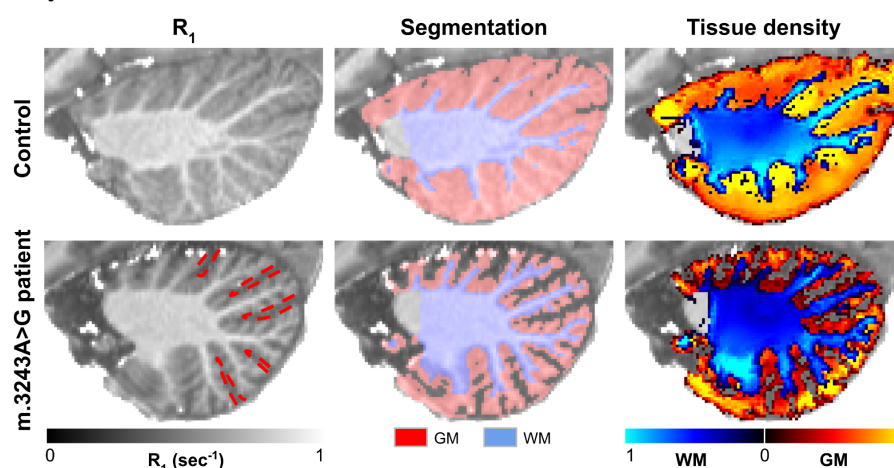 R1 Segmentation Tissue density
Control
m.3243A>G patient
0 R1 (sec-1) 1
GM WM
1 WM 0 GM